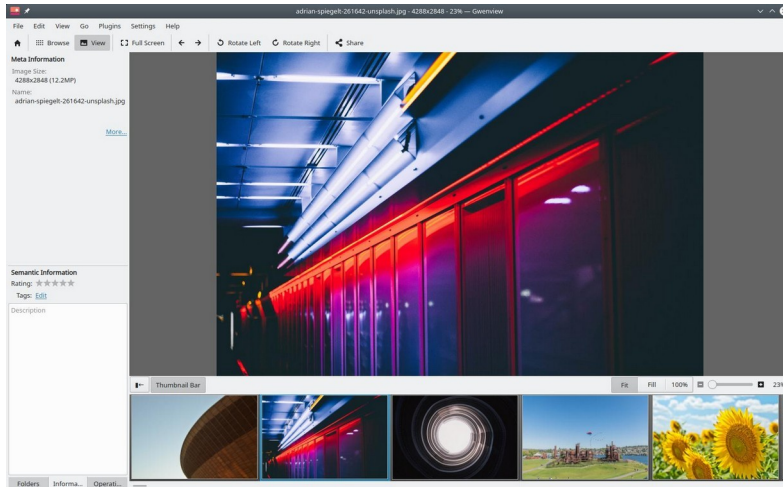 adrian-spiegelt-261642-unsplash.jpg - 4288x2848 - 23% — Gwenview
File Edit View Go Plugins Settings Help
Browse View Full Screen Rotate Left Rotate Right Share
Meta Information
Image Size:
4288x2848 (12.2MP)
Name:
adrian-spiegelt-261642-unsplash.jpg
More...
Semantic Information
Rating:
Tags: Edit
Description
Thumbnail Bar Fit Fill 100% 23%
Folders Informa... Operati...